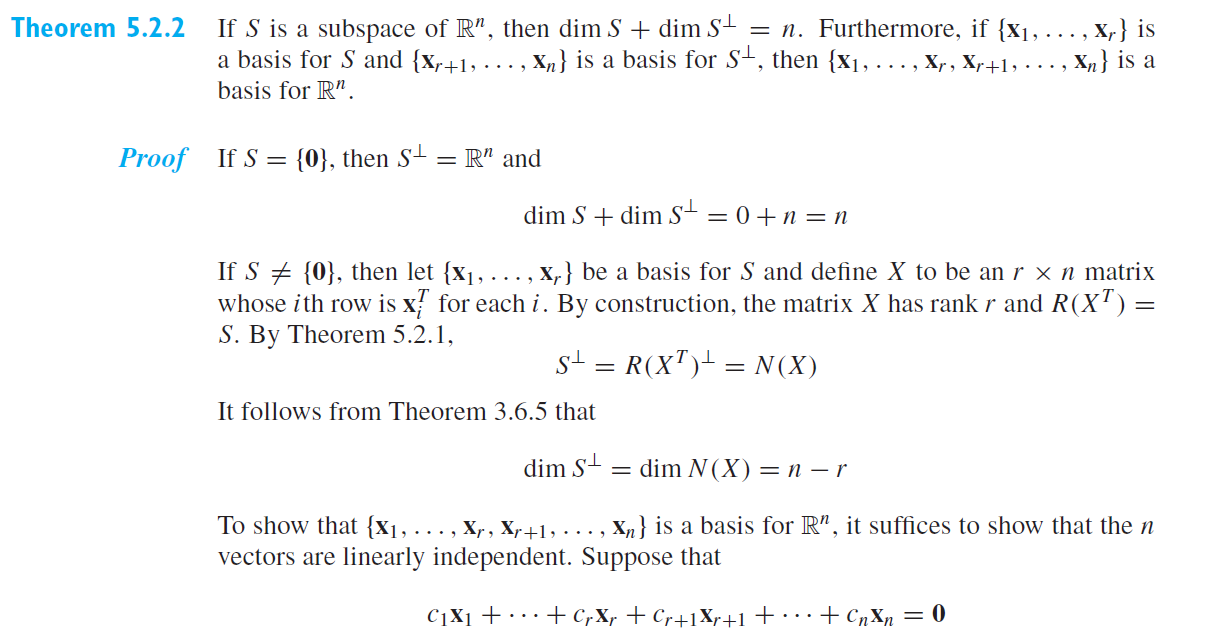 Theorem 5.2.2 If S is a subspace of ℝⁿ, then dim S + dim S⊥ = n. Furthermore, if {x₁, . . . , xᵣ} is
a basis for S and {xᵣ₊₁, . . . , xₙ} is a basis for S⊥, then {x₁, . . . , xᵣ, xᵣ₊₁, . . . , xₙ} is a
basis for ℝⁿ.
Proof If S = {0}, then S⊥ = ℝⁿ and
dim S + dim S⊥ = 0 + n = n
If S ≠ {0}, then let {x₁, . . . , xᵣ} be a basis for S and define X to be an r × n matrix
whose ith row is xᵢᵀ for each i. By construction, the matrix X has rank r and R(Xᵀ) =
S. By Theorem 5.2.1,
S⊥ = R(Xᵀ)⊥ = N(X)
It follows from Theorem 3.6.5 that
dim S⊥ = dim N(X) = n − r
To show that {x₁, . . . , xᵣ, xᵣ₊₁, . . . , xₙ} is a basis for ℝⁿ, it suffices to show that the n
vectors are linearly independent. Suppose that
c₁x₁ + · · · + cᵣxᵣ + cᵣ₊₁xᵣ₊₁ + · · · + cₙxₙ = 0